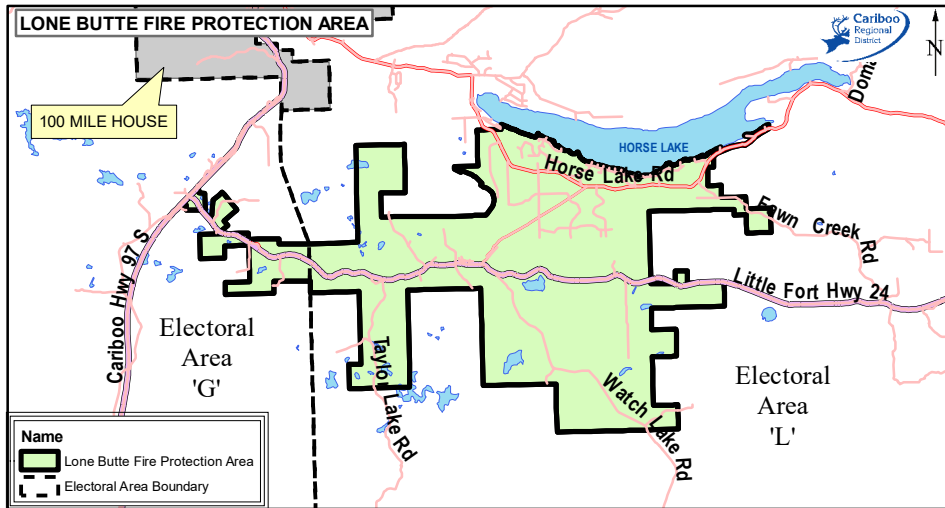 LONE BUTTE FIRE PROTECTION AREA
Cariboo
Regional
District
N
100 MILE HOUSE
HORSE LAKE
Horse Lake Rd
Fawn Creek Rd
Cariboo Hwy 97 S
Little Fort Hwy 24
Electoral
Area
'G'
Taylor Lake Rd
Watch Lake Rd
Electoral
Area
'L'
Name
Lone Butte Fire Protection Area
Electoral Area Boundary